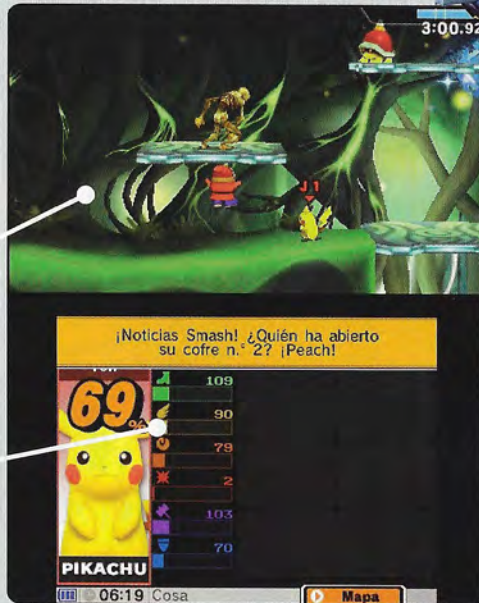 3:00.92
J1
¡Noticias Smash! ¿Quién ha abierto
su cofre n.° 2? ¡Peach!
69%
109
90
79
2
103
70
PIKACHU
06:19 Cosa
Mapa